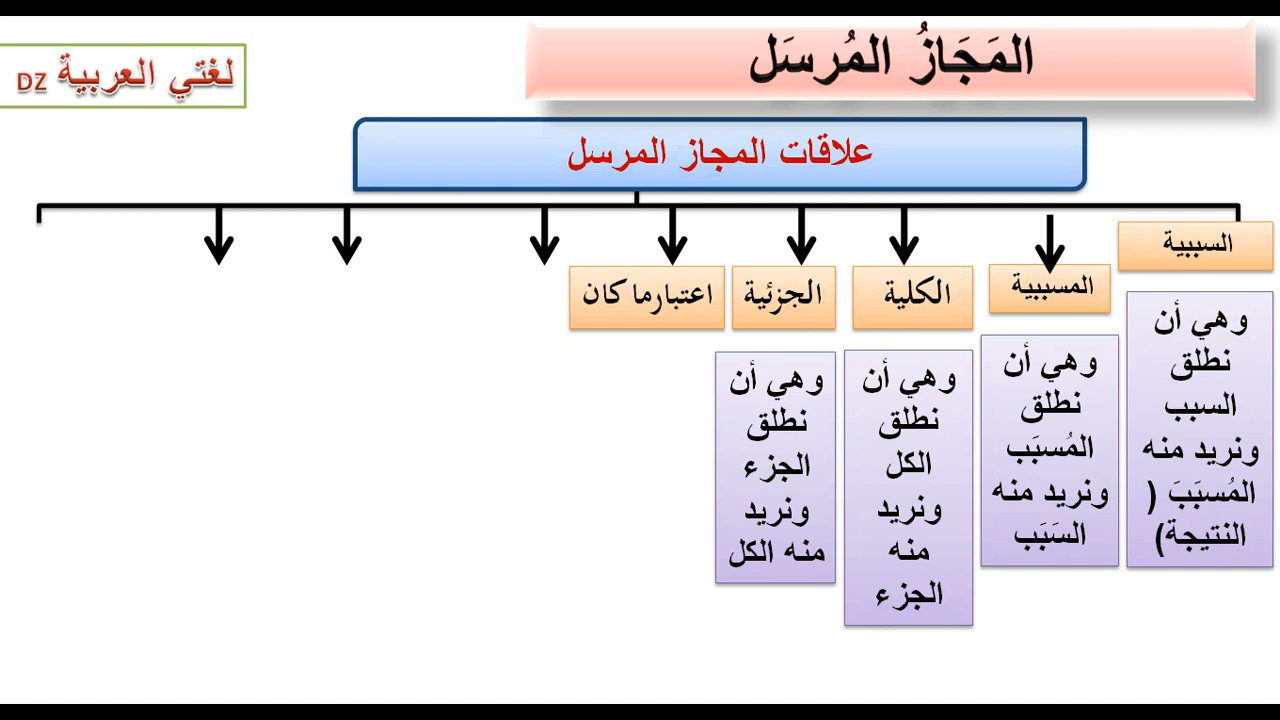 المَجَازُ المُرسَل
لغتي العربية DZ
علاقات المجاز المرسل
السببية
وهي أن
نطلق
السبب
ونريد منه
المُسبَبَ (
النتيجة)
المسببية
وهي أن
نطلق
المُسبَب
ونريد منه
السَبَب
الكلية
وهي أن
نطلق
الكل
ونريد
منه
الجزء
الجزئية
وهي أن
نطلق
الجزء
ونريد
منه الكل
اعتبارما كان